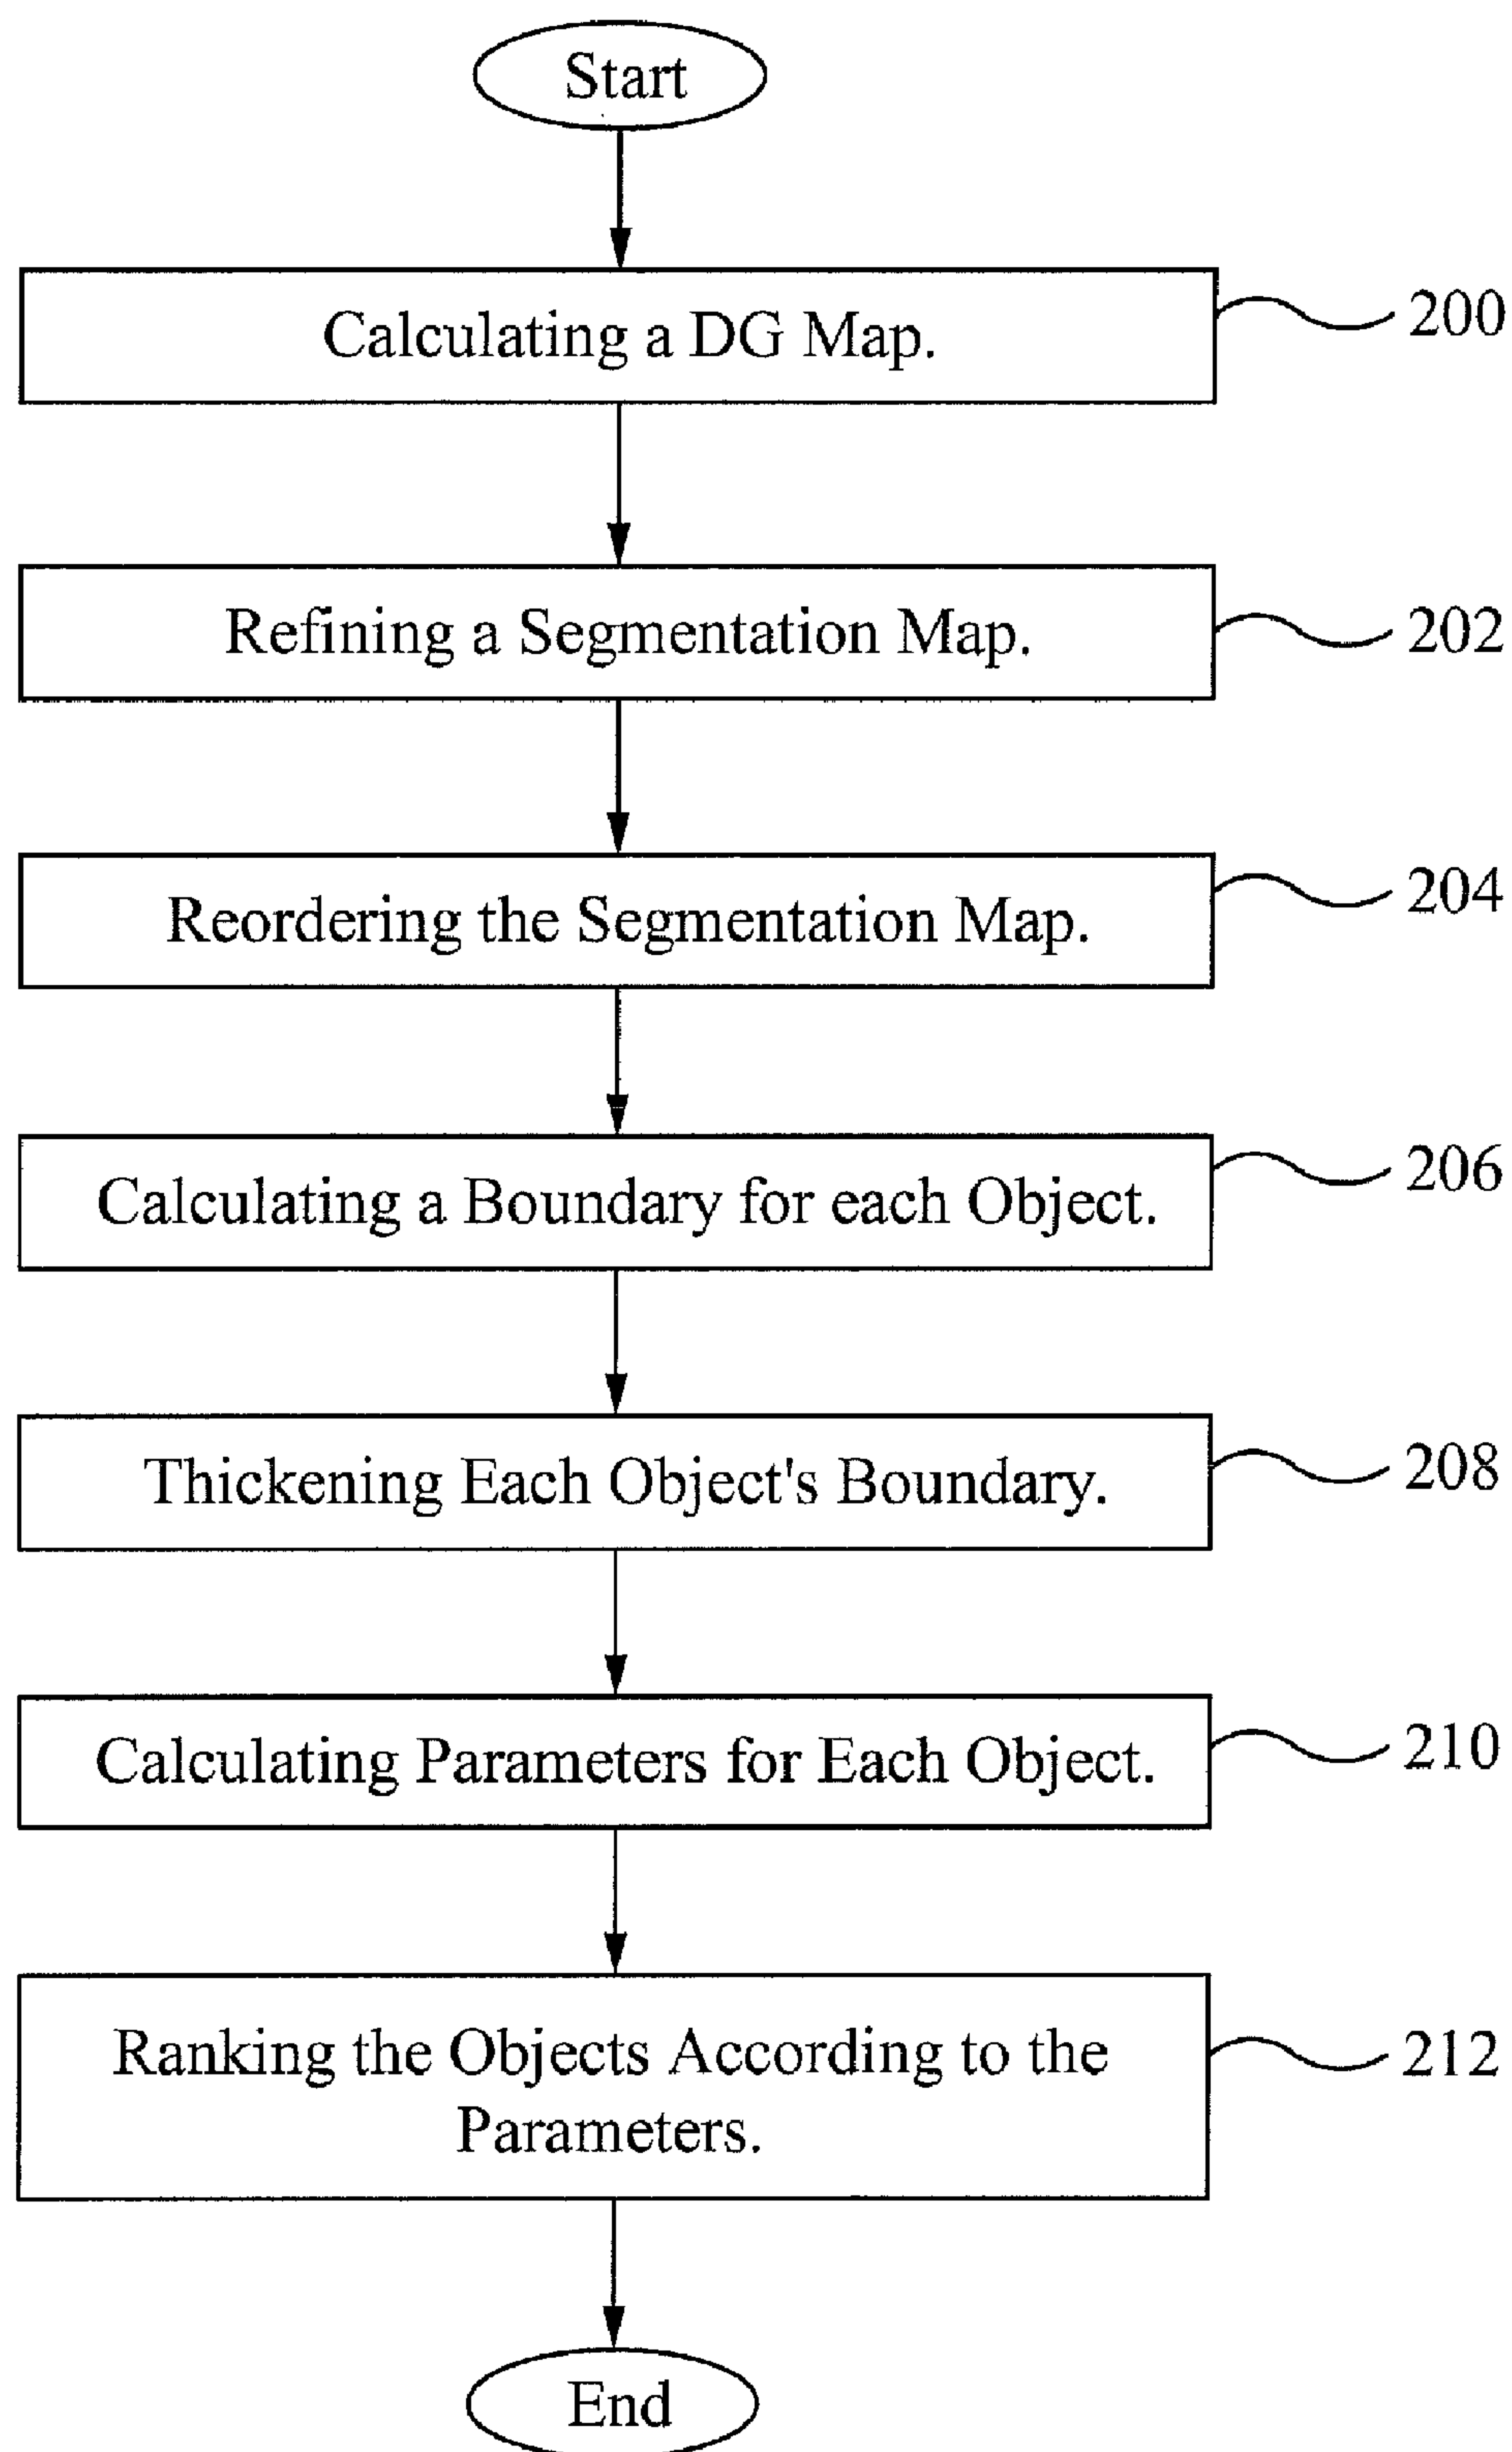 Start
Calculating a DG Map.
200
Refining a Segmentation Map.
202
Reordering the Segmentation Map.
204
Calculating a Boundary for each Object.
206
Thickening Each Object's Boundary.
208
Calculating Parameters for Each Object.
210
Ranking the Objects According to the
Parameters.
212
End